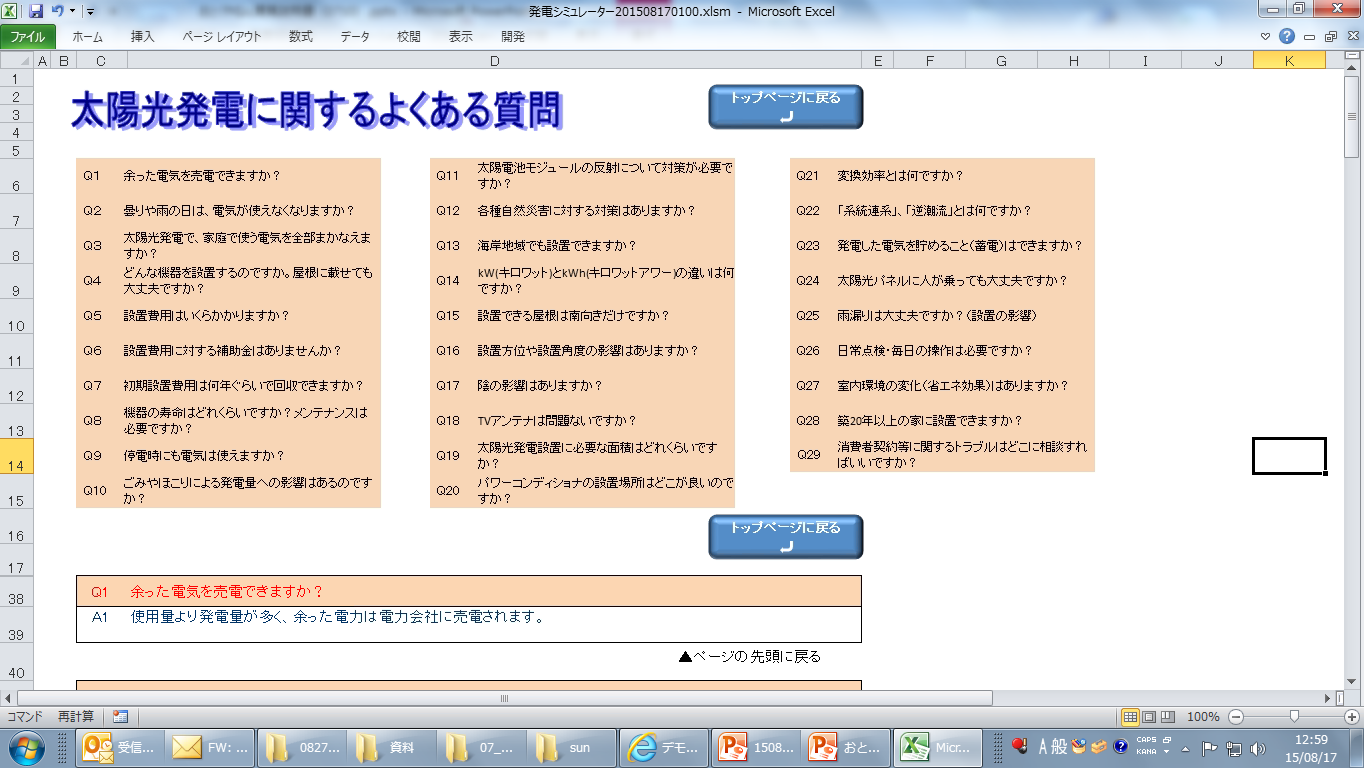 発電シミュレーター201508170100.xlsm - Microsoft Excel
ファイル ホーム 挿入 ページ レイアウト 数式 データ 校閲 表示 開発
A B C D E F G H I J K
1
2
3
4
5
6
7
8
9
10
11
12
13
14
15
16
17
38
39
40
太陽光発電に関するよくある質問
トップページに戻る
Q1 余った電気を売電できますか？
Q2 曇りや雨の日は、電気が使えなくなりますか？
Q3 太陽光発電で、家庭で使う電気を全部まかなえま
すか？
Q4 どんな機器を設置するのですか。屋根に載せても
大丈夫ですか？
Q5 設置費用はいくらかかりますか？
Q6 設置費用に対する補助金はありませんか？
Q7 初期設置費用は何年ぐらいで回収できますか？
Q8 機器の寿命はどれくらいですか？メンテナンスは
必要ですか？
Q9 停電時にも電気は使えますか？
Q10 ごみやほこりによる発電量への影響はあるのです
か？
Q11 太陽電池モジュールの反射について対策が必要で
すか？
Q12 各種自然災害に対する対策はありますか？
Q13 海岸地域でも設置できますか？
Q14 kW(キロワット)とkWh(キロワットアワー)の違いは何
ですか？
Q15 設置できる屋根は南向きだけですか？
Q16 設置方位や設置角度の影響はありますか？
Q17 陰の影響はありますか？
Q18 TVアンテナは問題ないですか？
Q19 太陽光発電設置に必要な面積はどれくらいです
か？
Q20 パワーコンディショナの設置場所はどこが良いので
すか？
Q21 変換効率とは何ですか？
Q22 「系統連系」、「逆潮流」とは何ですか？
Q23 発電した電気を貯めること（蓄電）はできますか？
Q24 太陽光パネルに人が乗っても大丈夫ですか？
Q25 雨漏りは大丈夫ですか？（設置の影響）
Q26 日常点検・毎日の操作は必要ですか？
Q27 室内環境の変化（省エネ効果）はありますか？
Q28 築20年以上の家に設置できますか？
Q29 消費者契約等に関するトラブルはどこに相談すれ
ばいいですか？
トップページに戻る
Q1 余った電気を売電できますか？
A1 使用量より発電量が多く、余った電力は電力会社に売電されます。
▲ページの先頭に戻る
コマンド 再計算 100%
受信... FW: ... 0827... 資料 07_... sun デモ... 1508... おと... Micr... A 般 CAPS KANA 12:59
15/08/17